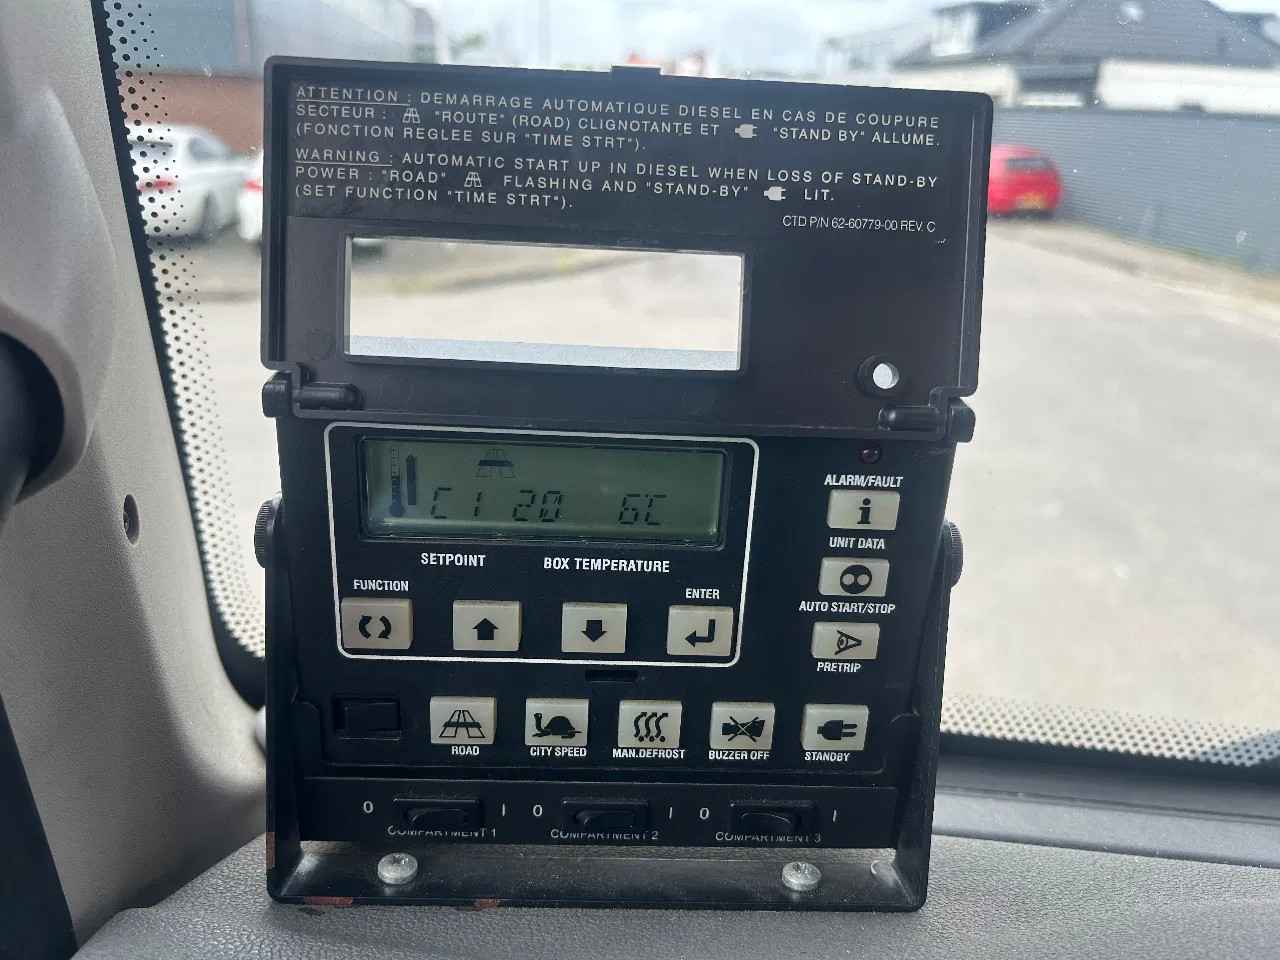 ATTENTION : DEMARRAGE AUTOMATIQUE DIESEL EN CAS DE COUPURE
SECTEUR : "ROUTE" (ROAD) CLIGNOTANTE ET "STAND BY" ALLUME.
(FONCTION REGLEE SUR "TIME STRT").
WARNING : AUTOMATIC START UP IN DIESEL WHEN LOSS OF STAND-BY
POWER : "ROAD" FLASHING AND "STAND-BY" LIT.
(SET FUNCTION "TIME STRT").
CTD P/N 62-60779-00 REV. C
C1 20 6C
SETPOINT BOX TEMPERATURE
FUNCTION ENTER
ALARM/FAULT
i
UNIT DATA
AUTO START/STOP
PRETRIP
ROAD CITY SPEED MAN.DEFROST BUZZER OFF STANDBY
0 I 0 I 0 I
COMPARTMENT 1 COMPARTMENT 2 COMPARTMENT 3